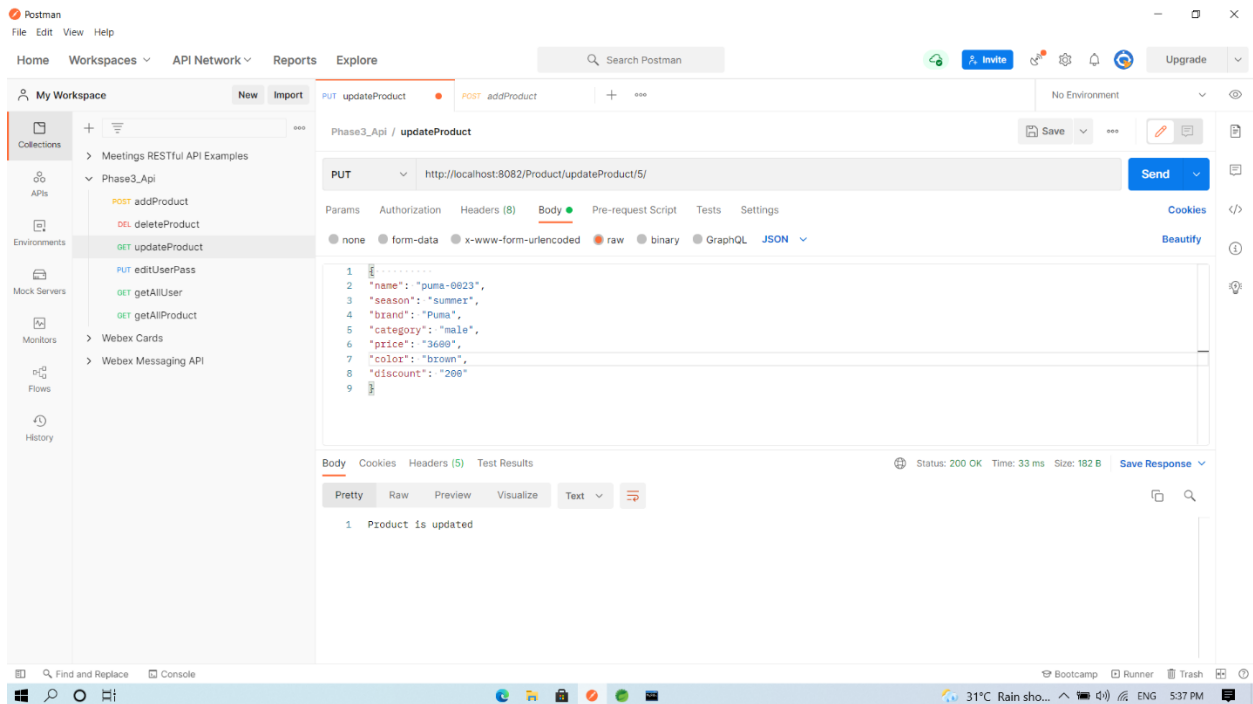 Postman
File Edit View Help
Home Workspaces API Network Reports Explore Search Postman Invite Upgrade
My Workspace New Import PUT updateProduct POST addProduct No Environment
Collections
APIs
Environments
Mock Servers
Monitors
Flows
History
Meetings RESTful API Examples
Phase3_Api
POST addProduct
DEL deleteProduct
GET updateProduct
PUT editUserPass
GET getAllUser
GET getAllProduct
Webex Cards
Webex Messaging API
Phase3_Api / updateProduct Save
PUT http://localhost:8082/Product/updateProduct/5/ Send
Params Authorization Headers (8) Body Pre-request Script Tests Settings Cookies
none form-data x-www-form-urlencoded raw binary GraphQL JSON Beautify
1 {
2 "name": "puma-0023",
3 "season": "summer",
4 "brand": "Puma",
5 "category": "male",
6 "price": "3600",
7 "color": "brown",
8 "discount": "200"
9 }
Body Cookies Headers (5) Test Results Status: 200 OK Time: 33 ms Size: 182 B Save Response
Pretty Raw Preview Visualize Text
1 Product is updated
Find and Replace Console Bootcamp Runner Trash
31°C Rain sho... ENG 5:37 PM